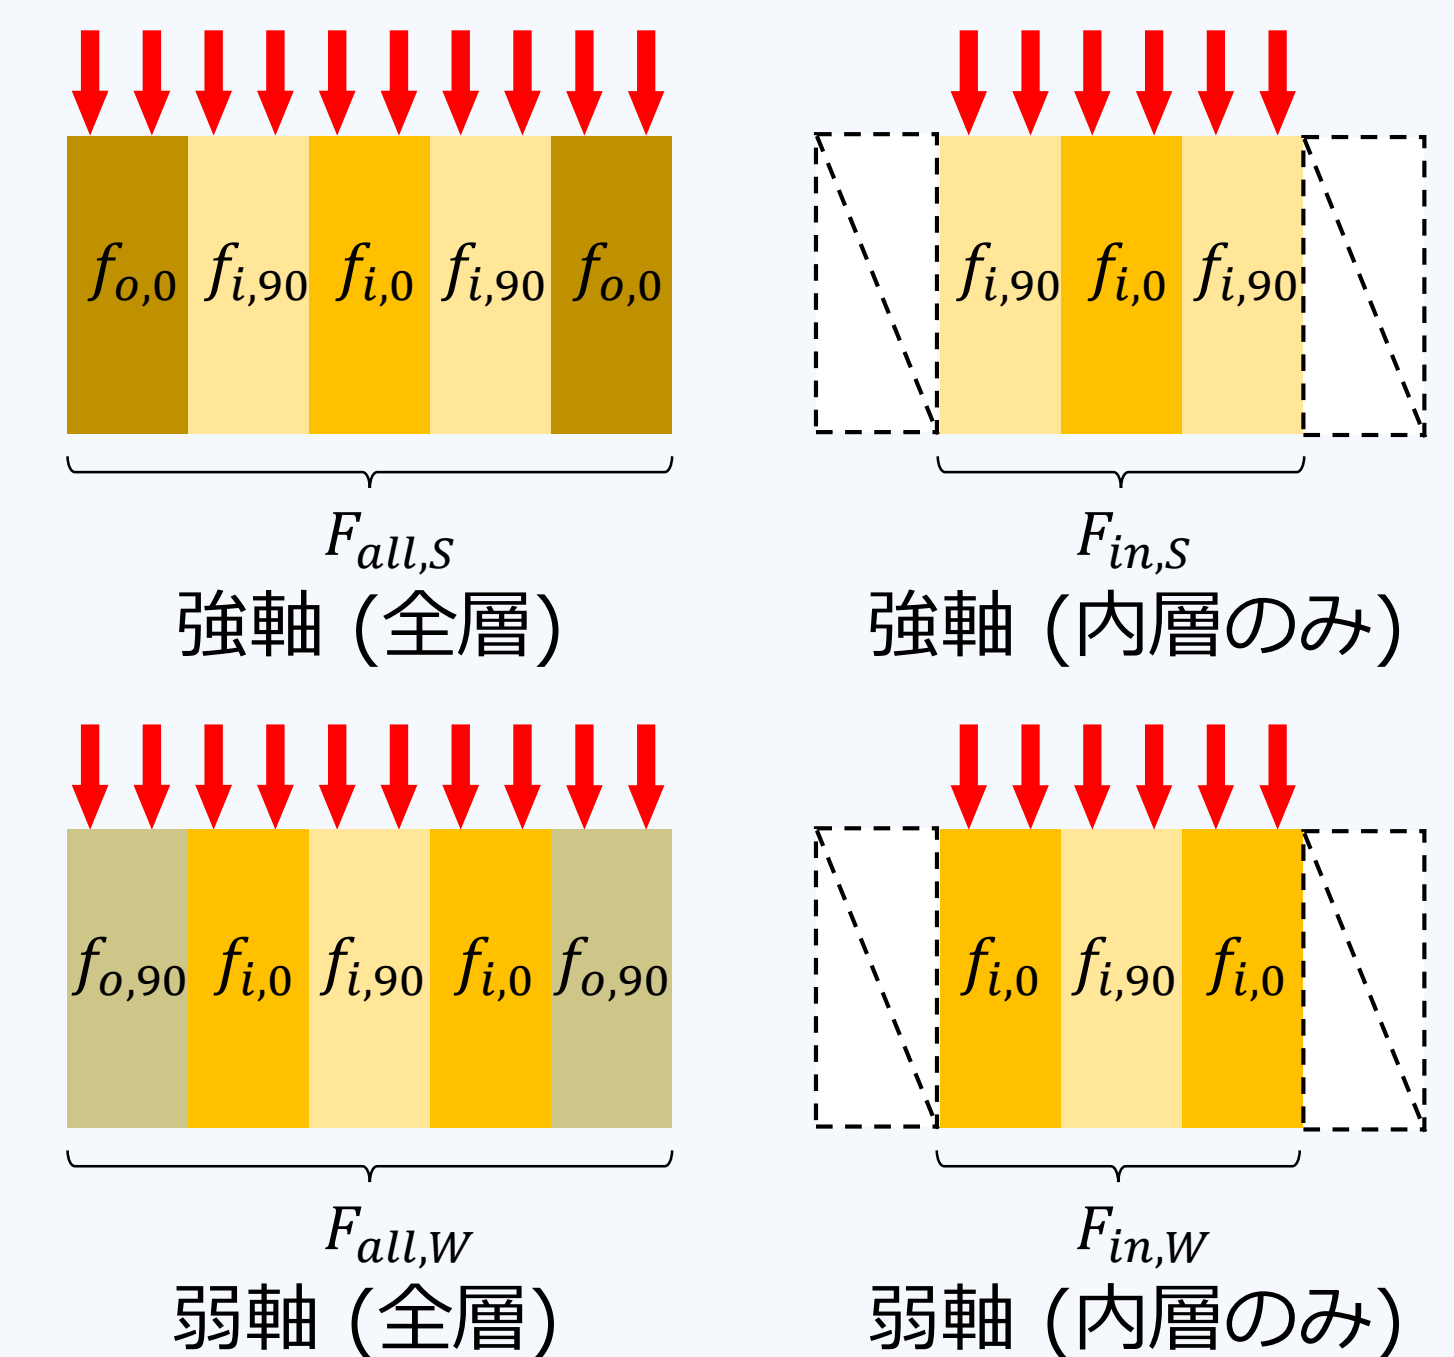 f_{o,0} f_{i,90} f_{i,0} f_{i,90} f_{o,0}
F_{all,S}
強軸 (全層)
f_{i,90} f_{i,0} f_{i,90}
F_{in,S}
強軸 (内層のみ)
f_{o,90} f_{i,0} f_{i,90} f_{i,0} f_{o,90}
F_{all,W}
弱軸 (全層)
f_{i,0} f_{i,90} f_{i,0}
F_{in,W}
弱軸 (内層のみ)